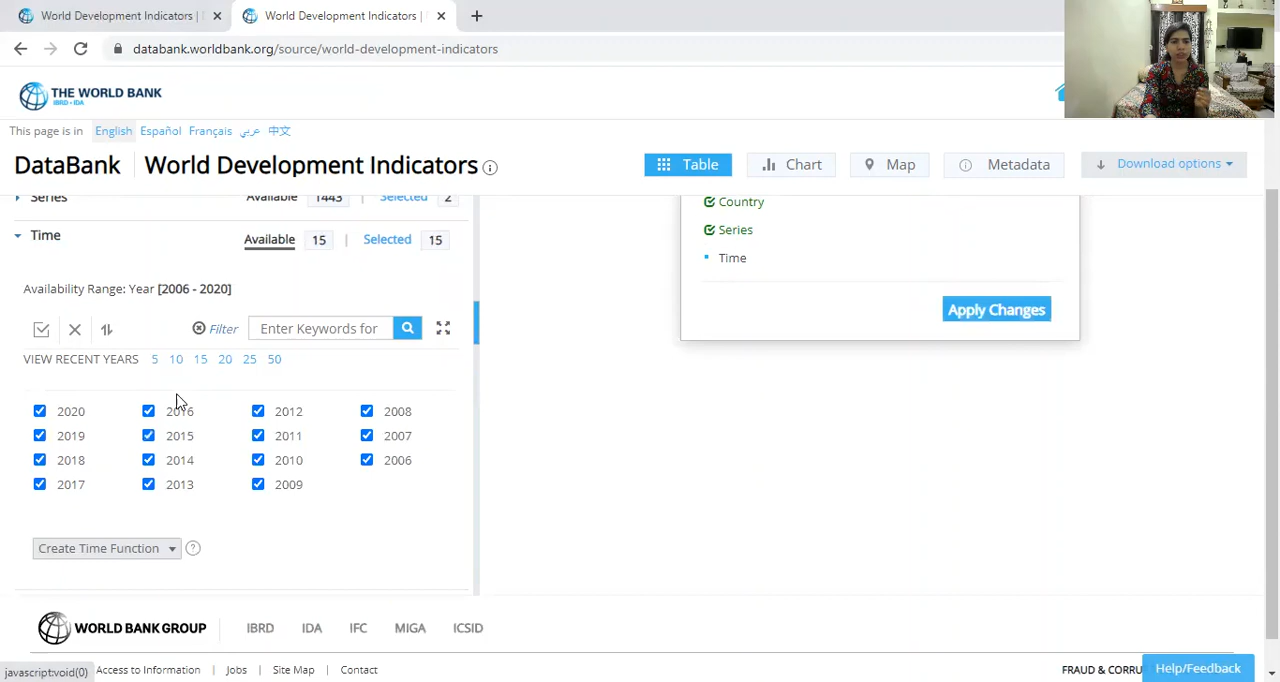 World Development Indicators |
World Development Indicators |
databank.worldbank.org/source/world-development-indicators
THE WORLD BANK
IBRD • IDA
This page is in English Español Français عربي 中文
DataBank World Development Indicators
Table Chart Map Metadata Download options
Series Available 1443 Selected 2
Country
Time Available 15 | Selected 15
Series
Time
Availability Range: Year [2006 - 2020]
Apply Changes
Filter Enter Keywords for
VIEW RECENT YEARS 5 10 15 20 25 50
2020 2016 2012 2008
2019 2015 2011 2007
2018 2014 2010 2006
2017 2013 2009
Create Time Function ?
WORLD BANK GROUP IBRD IDA IFC MIGA ICSID
javascript:void(0) Access to Information | Jobs | Site Map | Contact FRAUD & CORRU Help/Feedback